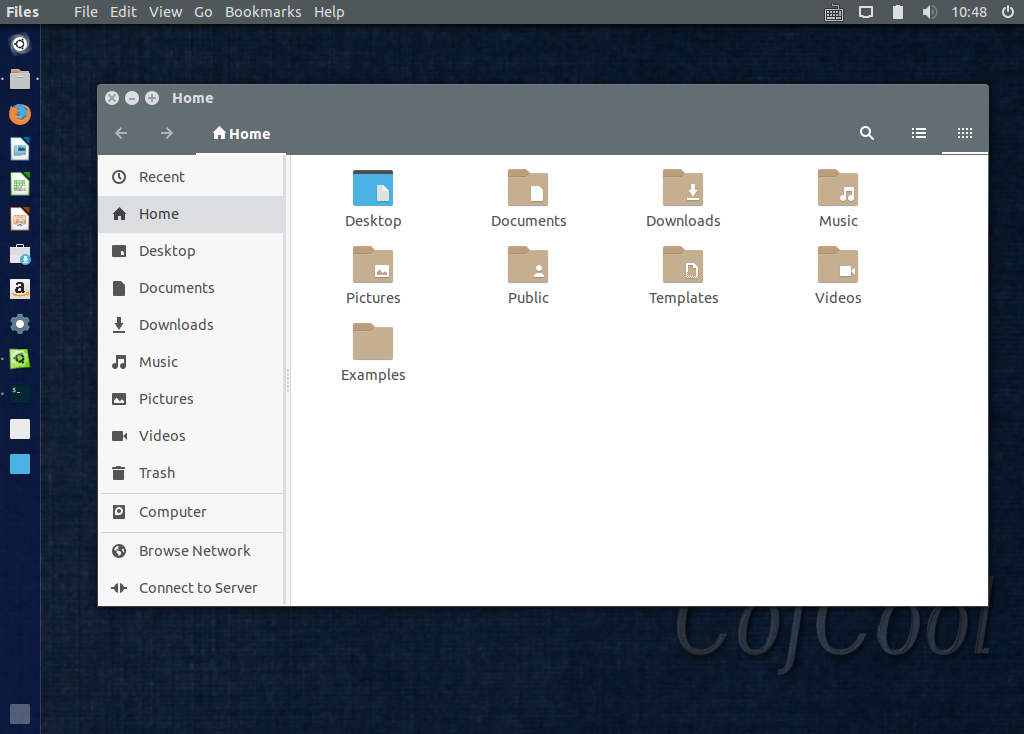 Files File Edit View Go Bookmarks Help 10:48
Home
Home
Recent
Home
Desktop
Documents
Downloads
Music
Pictures
Videos
Trash
Computer
Browse Network
Connect to Server
Desktop Documents Downloads Music
Pictures Public Templates Videos
Examples
CofCool